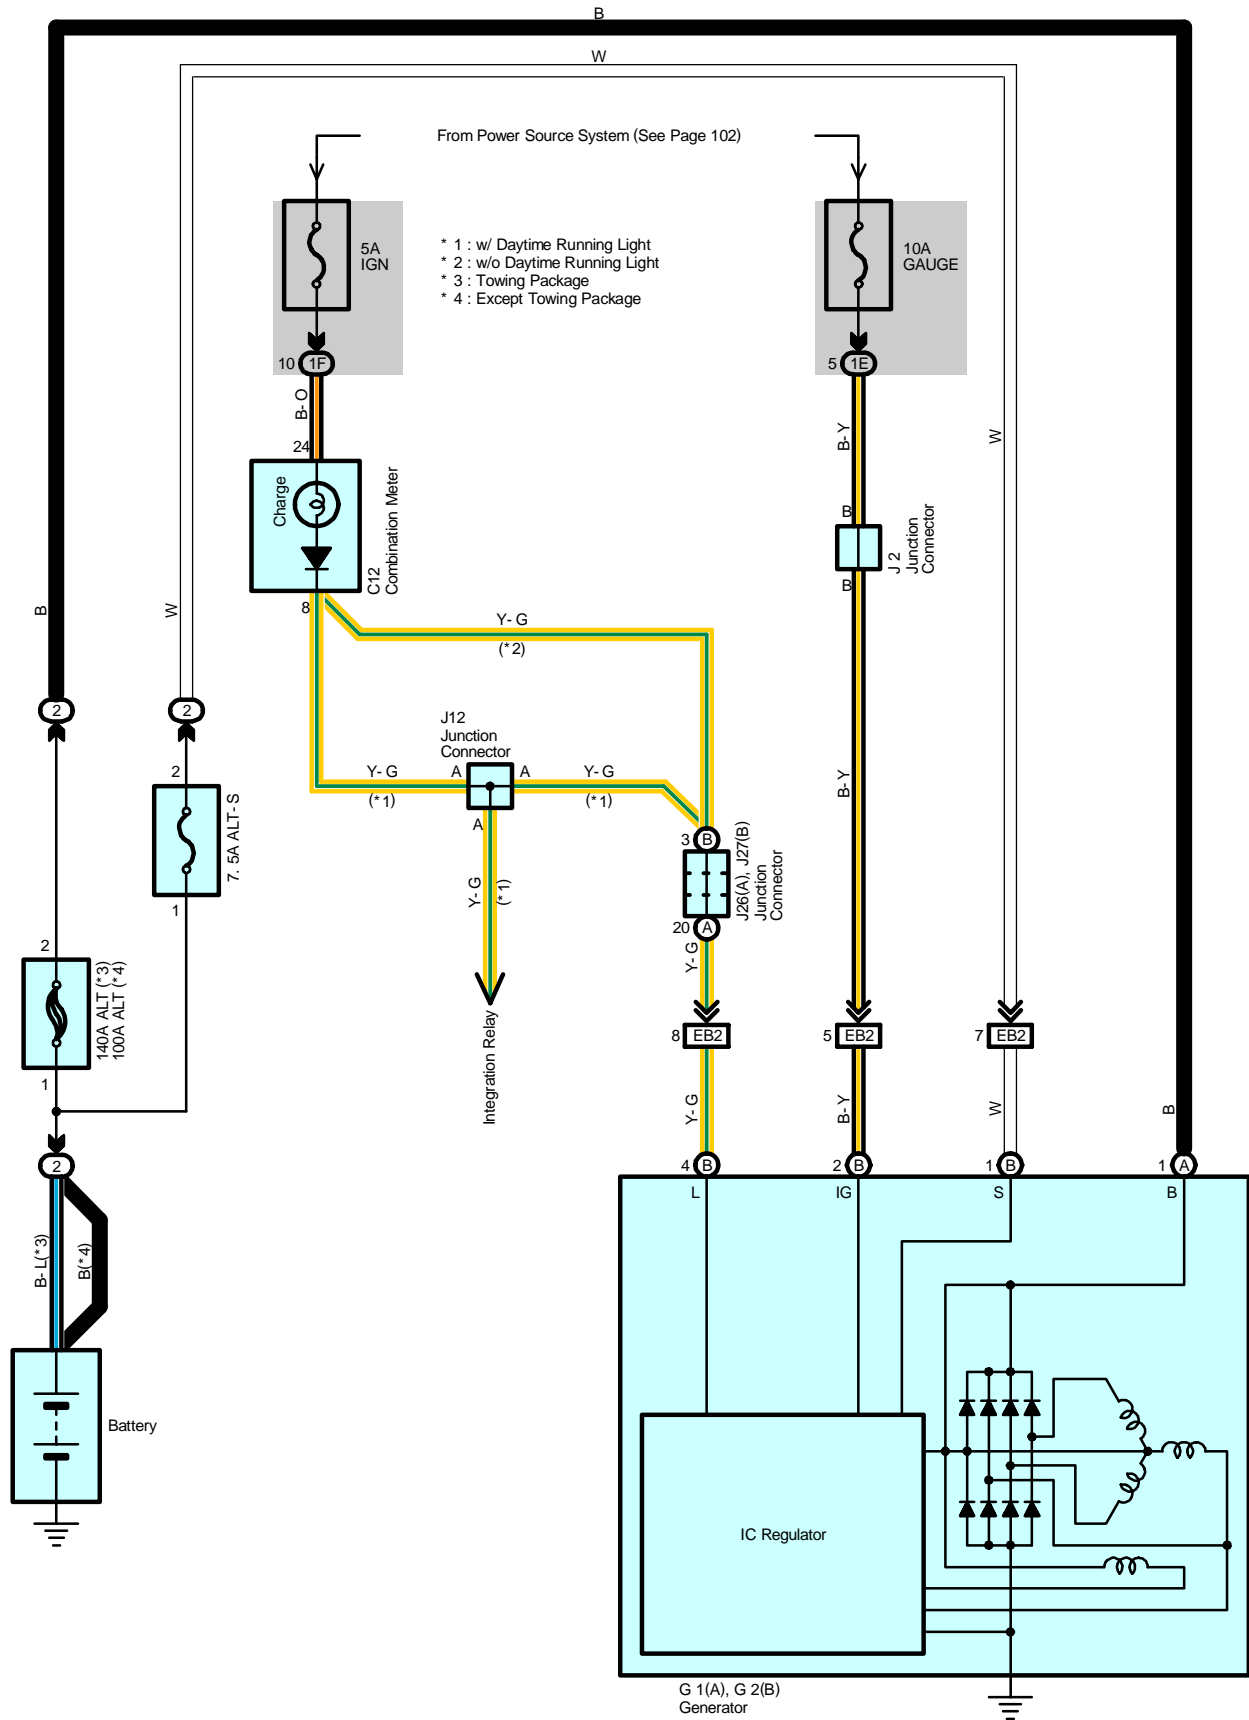 B
W
From Power Source System (See Page 102)
5A
IGN
* 1 : w/ Daytime Running Light
* 2 : w/o Daytime Running Light
* 3 : Towing Package
* 4 : Except Towing Package
10A
GAUGE
10
1F
5
1E
B- O
B- Y
W
24
Charge
C12
Combination Meter
8
B
B
J 2
Junction
Connector
B
W
Y- G
(* 2)
2
2
J12
Junction
Connector
Y- G
(* 1)
A
A
Y- G
(* 1)
A
Y- G
(* 1)
B- Y
2
7. 5A ALT- S
1
3
B
J26(A), J27(B)
Junction
Connector
20
A
Y- G
2
140A ALT (* 3)
100A ALT (* 4)
1
Integration Relay
8
EB2
5
EB2
7
EB2
Y- G
B- Y
W
B
2
4
B
2
B
1
B
1
A
L
IG
S
B
B- L(* 3)
B(* 4)
Battery
IC Regulator
G 1(A), G 2(B)
Generator